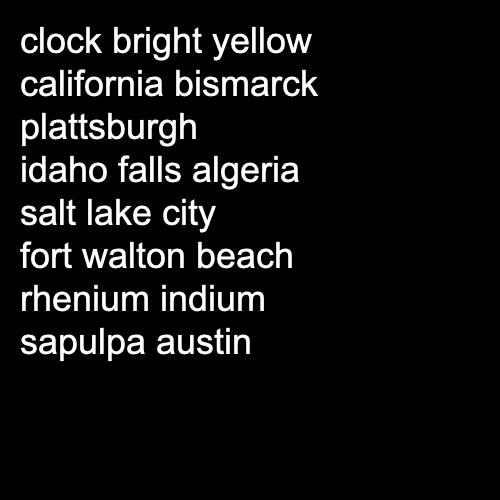 clock bright yellow
california bismarck
plattsburgh
idaho falls algeria
salt lake city
fort walton beach
rhenium indium
sapulpa austin